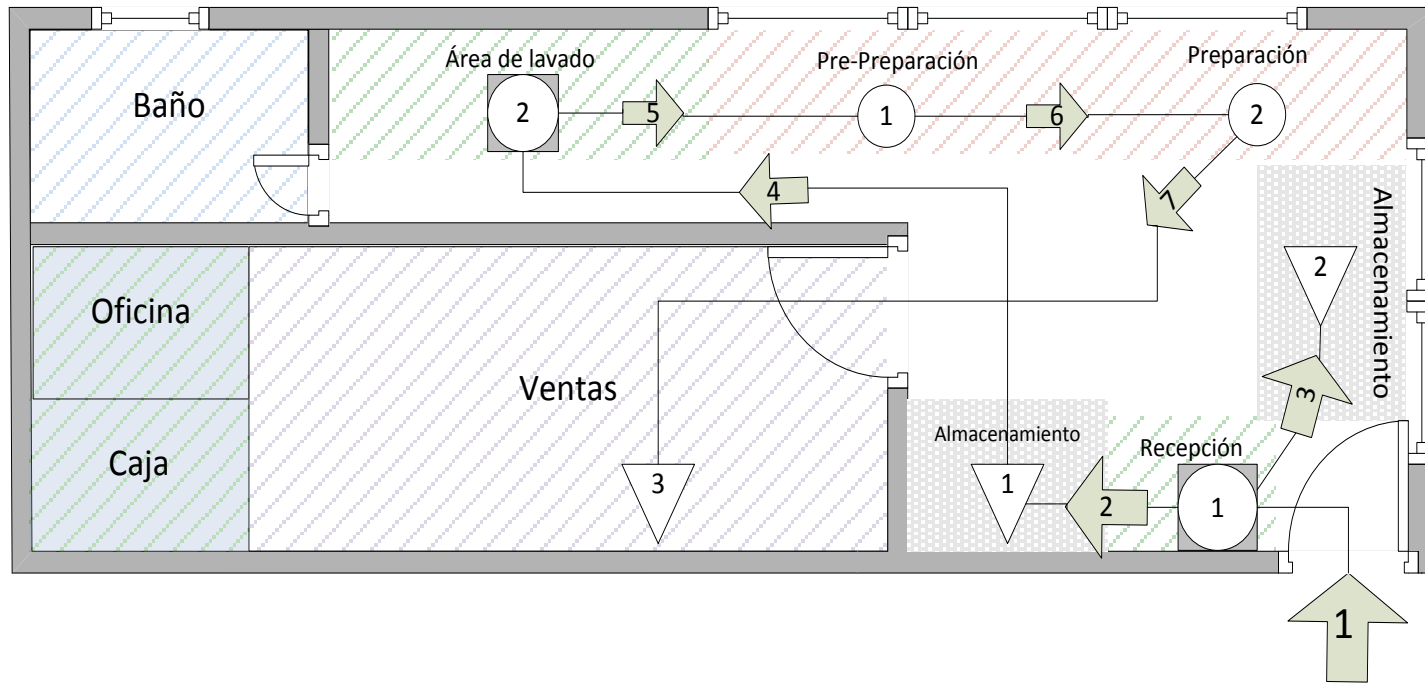 Área de lavado
Pre-Preparación
Preparación
Baño
2
5
1
6
2
4
7
Almacenamiento
Oficina
2
Ventas
3
Caja
Almacenamiento
Recepción
3
1
2
1
1